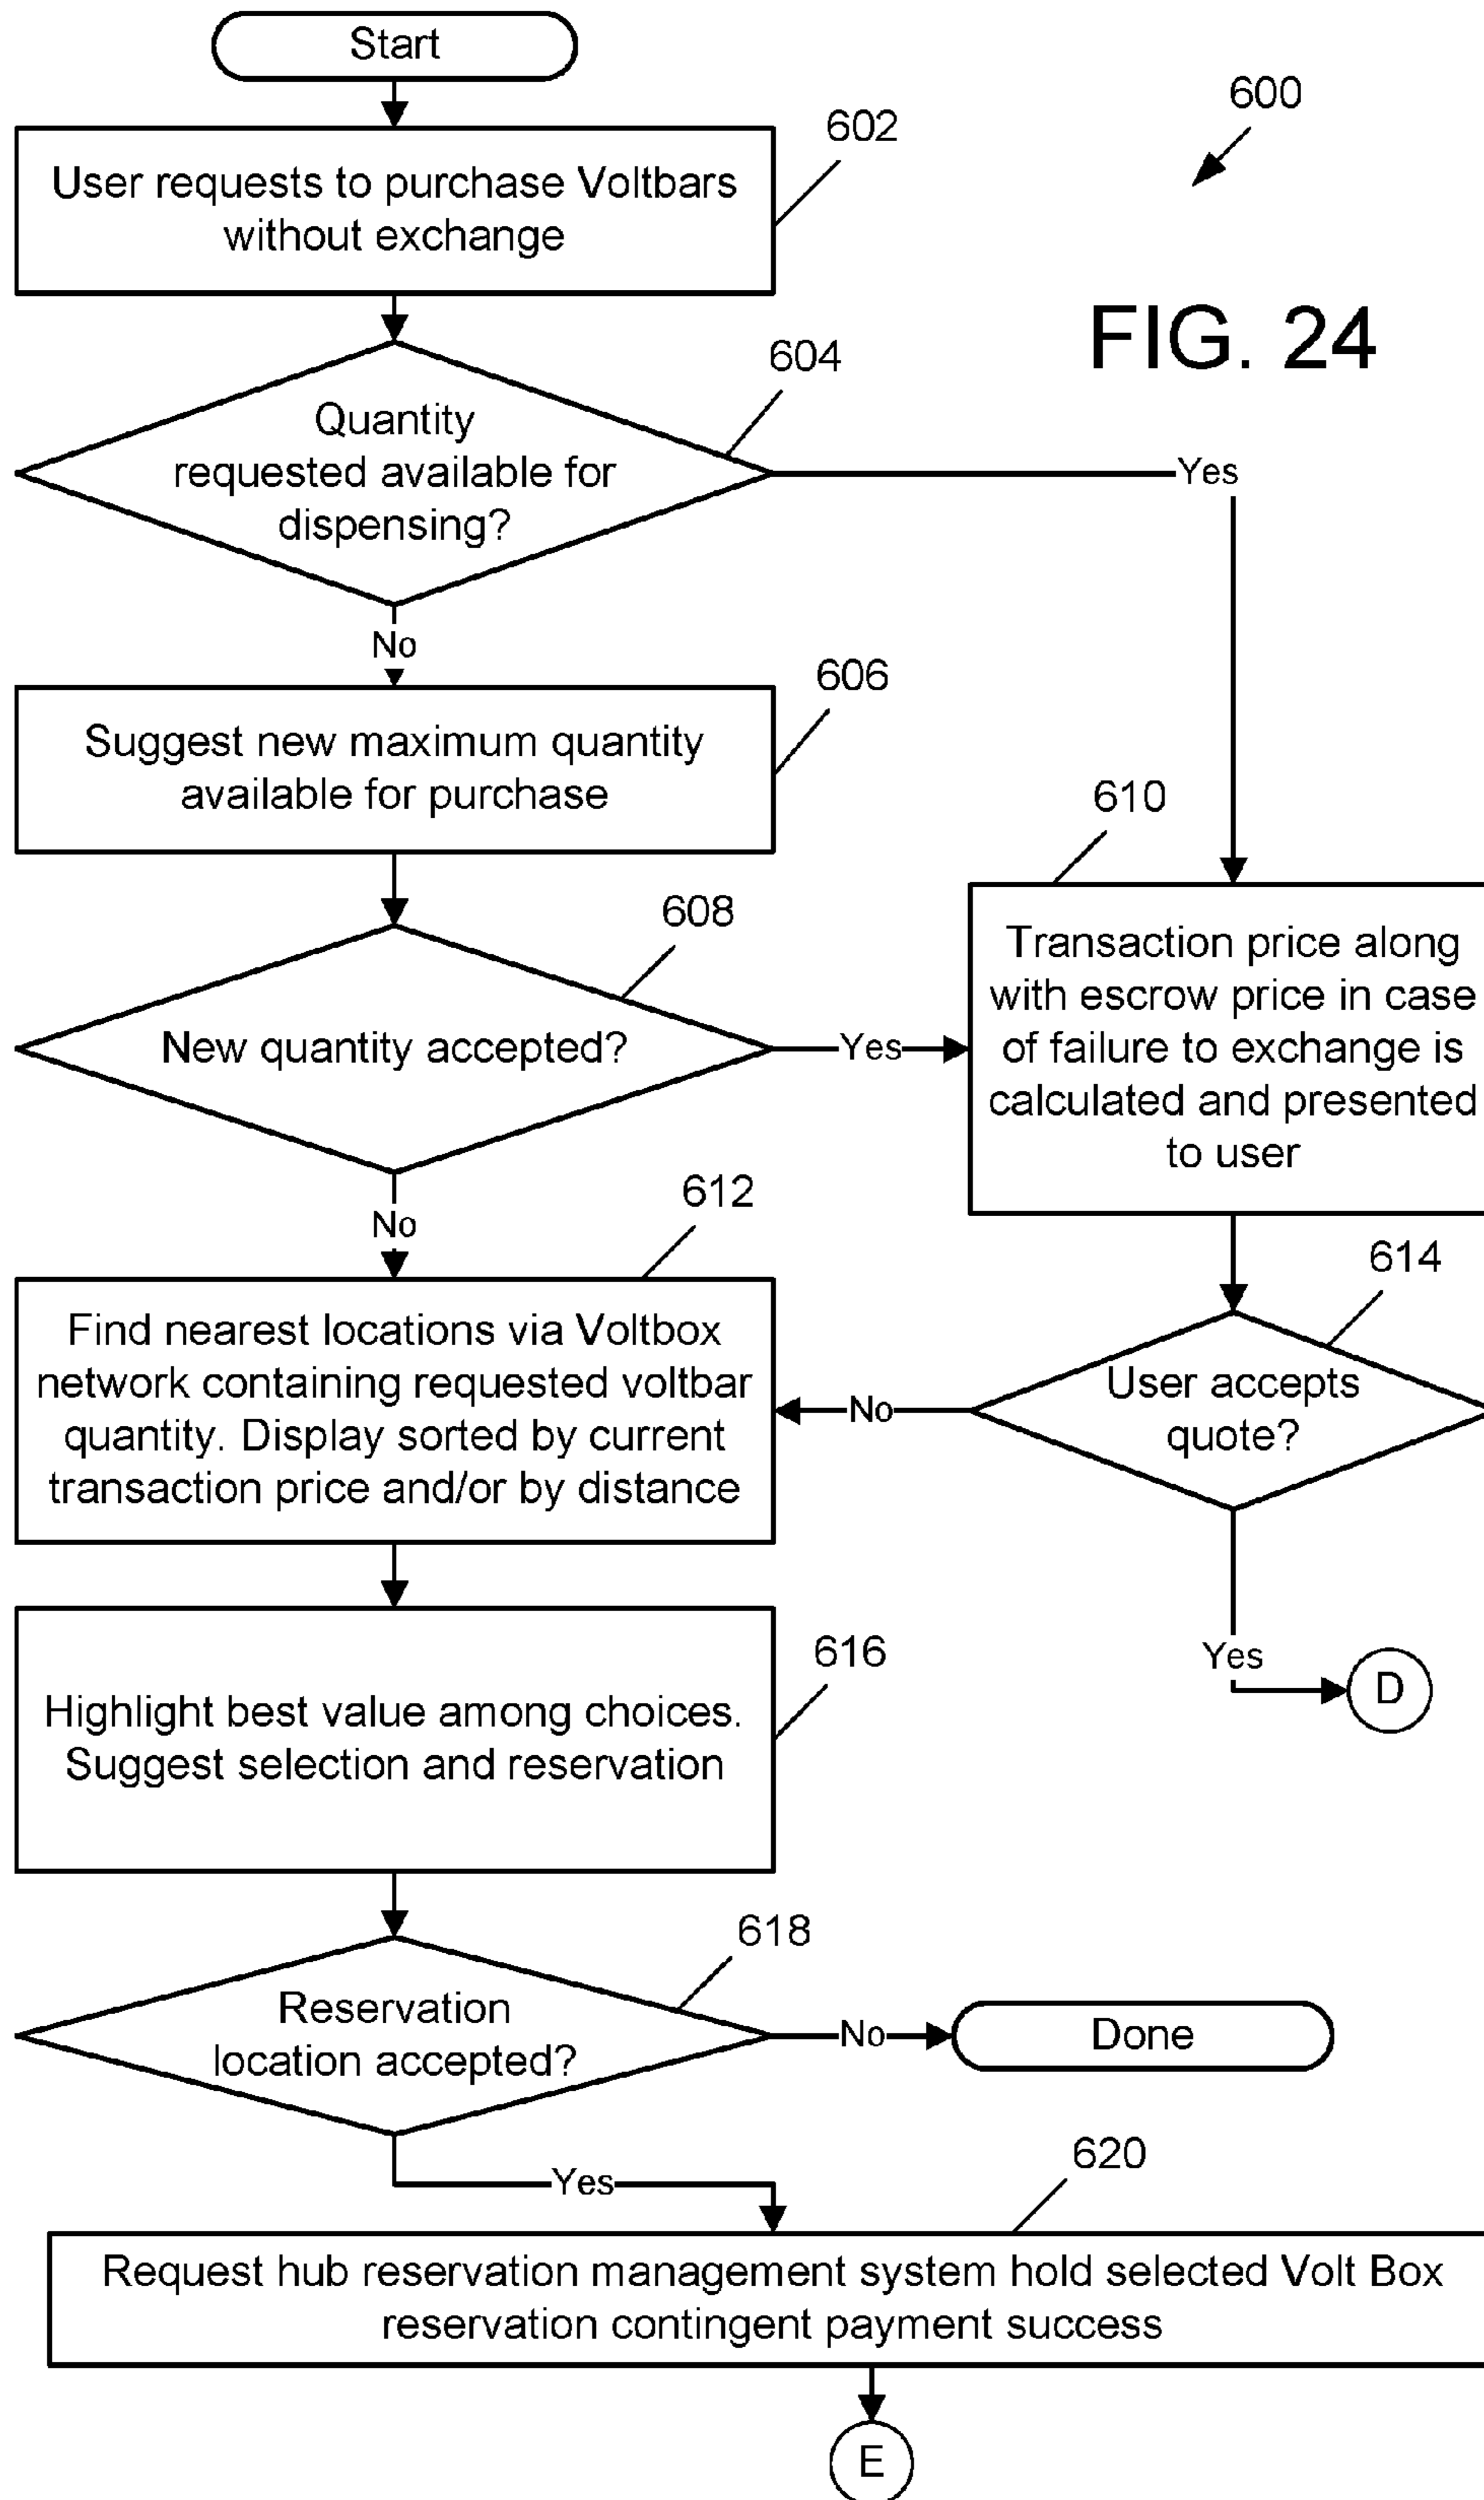 Start
600
602
User requests to purchase Voltbars
without exchange
FIG. 24
604
Quantity
requested available for
dispensing?
Yes
No
606
Suggest new maximum quantity
available for purchase
610
608
Transaction price along
with escrow price in case
of failure to exchange is
calculated and presented
to user
New quantity accepted?
Yes
No
612
614
Find nearest locations via Voltbox
network containing requested voltbar
quantity. Display sorted by current
transaction price and/or by distance
No
User accepts
quote?
Yes
D
616
Highlight best value among choices.
Suggest selection and reservation
618
Reservation
location accepted?
No
Done
Yes
620
Request hub reservation management system hold selected Volt Box
reservation contingent payment success
E